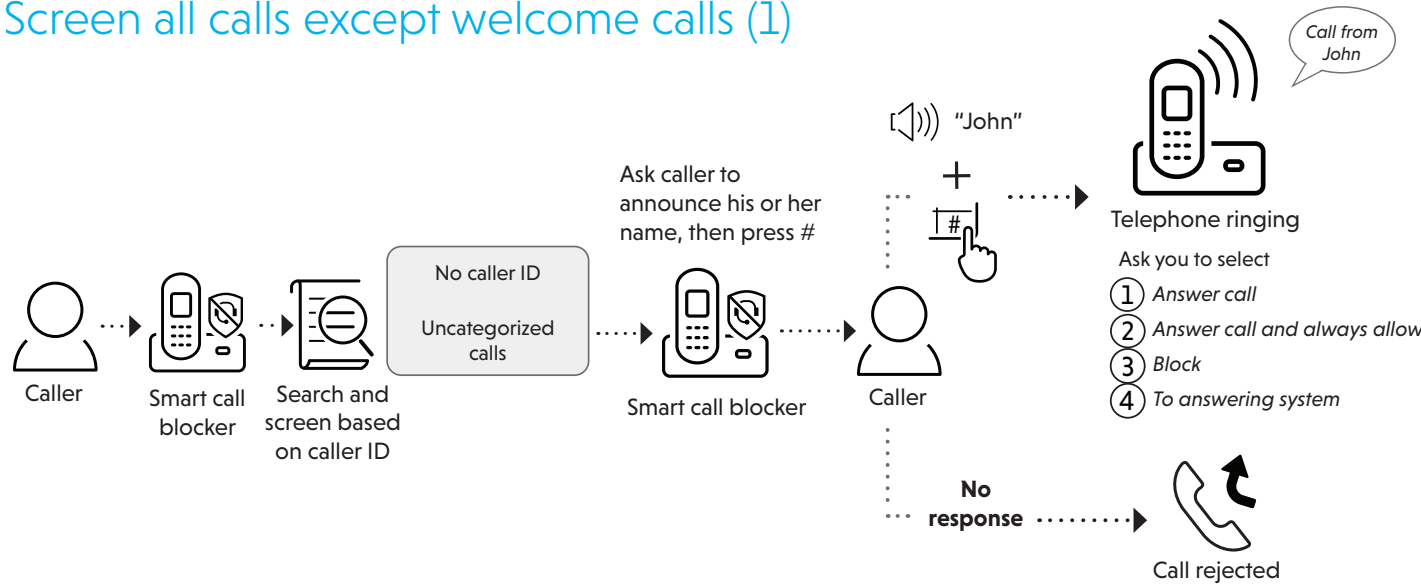 Screen all calls except welcome calls (1)
Call from
John
"John"
#
Ask caller to
announce his or her
name, then press #
No caller ID
Uncategorized
calls
Caller
Smart call
blocker
Search and
screen based
on caller ID
Smart call blocker
Caller
Telephone ringing
Ask you to select
1 Answer call
2 Answer call and always allow
3 Block
4 To answering system
No
response
Call rejected